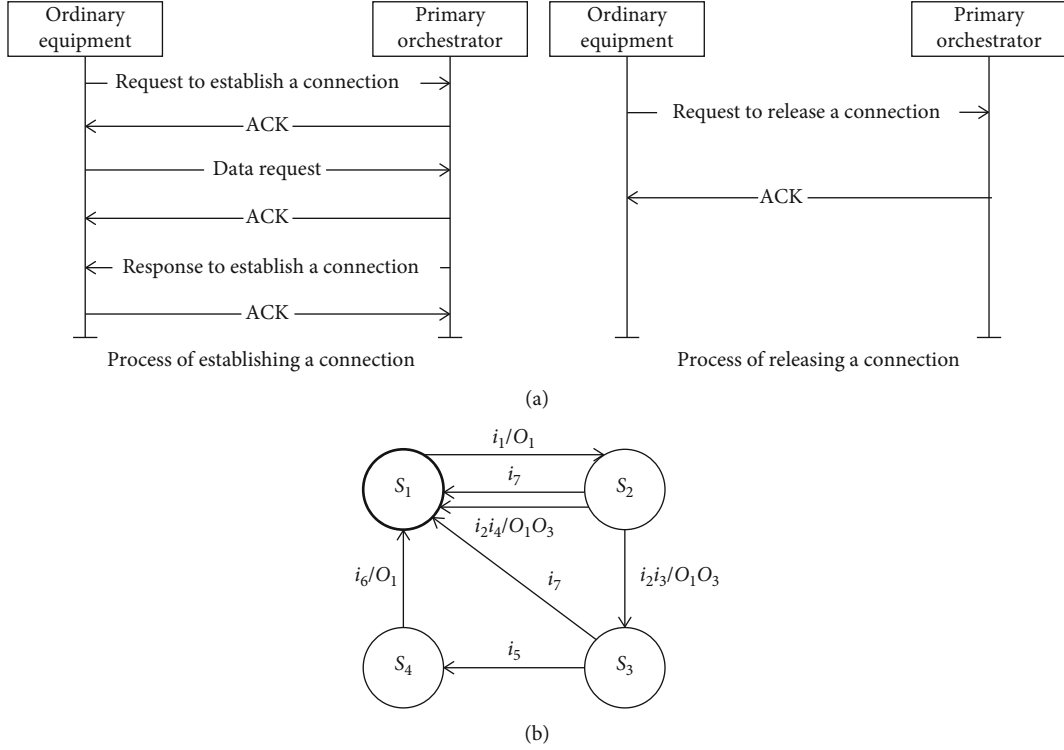 Ordinary
equipment
Primary
orchestrator
Request to establish a connection
ACK
Data request
ACK
Response to establish a connection
ACK
Process of establishing a connection
Ordinary
equipment
Primary
orchestrator
Request to release a connection
ACK
Process of releasing a connection
(a)
i₁/O₁
S₁
i₇
S₂
i₂i₄/O₁O₃
i₆/O₁
i₇
i₂i₃/O₁O₃
S₄
i₅
S₃
(b)